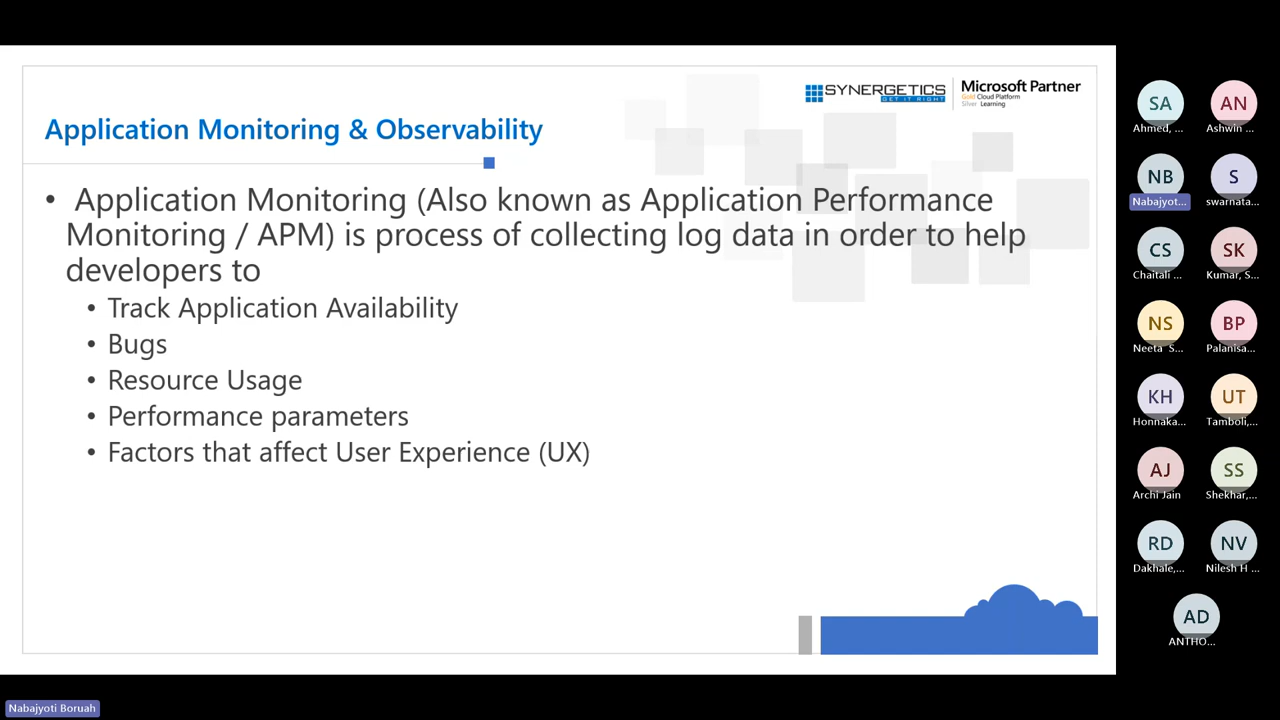 SYNERGETICS
GET IT RIGHT
Microsoft Partner
Gold Cloud Platform
Silver Learning
Application Monitoring & Observability
• Application Monitoring (Also known as Application Performance
Monitoring / APM) is process of collecting log data in order to help
developers to
• Track Application Availability
• Bugs
• Resource Usage
• Performance parameters
• Factors that affect User Experience (UX)
SA
Ahmed, ...
AN
Ashwin ...
NB
Nabajyot...
S
swarnata...
CS
Chaitali ...
SK
Kumar, S...
NS
Neeta S...
BP
Palanisa...
KH
Honnaka...
UT
Tamboli,...
AJ
Archi Jain
SS
Shekhar,...
RD
Dakhale,...
NV
Nilesh H ...
AD
ANTHO...
Nabajyoti Boruah